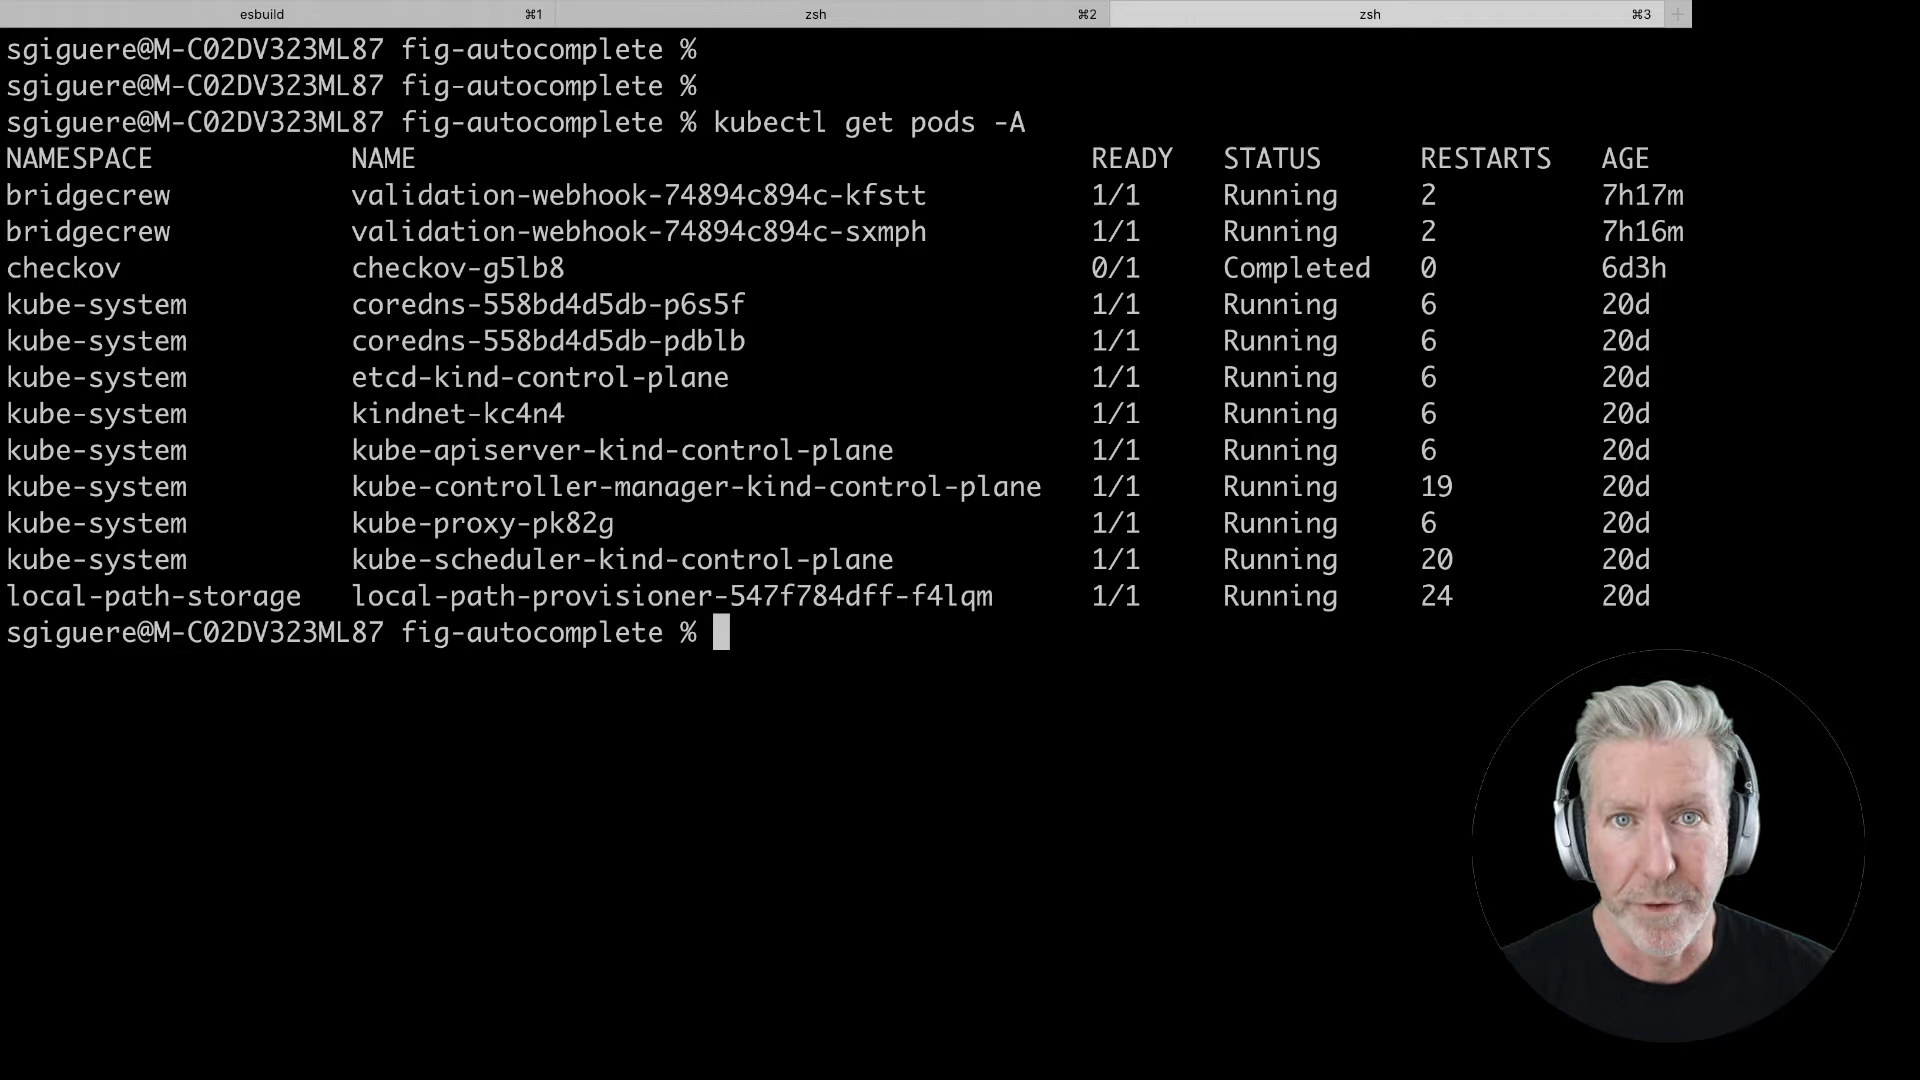 esbuild ⌘1 zsh ⌘2 zsh ⌘3 +
sgiguere@M-C02DV323ML87 fig-autocomplete %
sgiguere@M-C02DV323ML87 fig-autocomplete %
sgiguere@M-C02DV323ML87 fig-autocomplete % kubectl get pods -A
NAMESPACE NAME READY STATUS RESTARTS AGE
bridgecrew validation-webhook-74894c894c-kfstt 1/1 Running 2 7h17m
bridgecrew validation-webhook-74894c894c-sxmph 1/1 Running 2 7h16m
checkov checkov-g5lb8 0/1 Completed 0 6d3h
kube-system coredns-558bd4d5db-p6s5f 1/1 Running 6 20d
kube-system coredns-558bd4d5db-pdblb 1/1 Running 6 20d
kube-system etcd-kind-control-plane 1/1 Running 6 20d
kube-system kindnet-kc4n4 1/1 Running 6 20d
kube-system kube-apiserver-kind-control-plane 1/1 Running 6 20d
kube-system kube-controller-manager-kind-control-plane 1/1 Running 19 20d
kube-system kube-proxy-pk82g 1/1 Running 6 20d
kube-system kube-scheduler-kind-control-plane 1/1 Running 20 20d
local-path-storage local-path-provisioner-547f784dff-f4lqm 1/1 Running 24 20d
sgiguere@M-C02DV323ML87 fig-autocomplete %